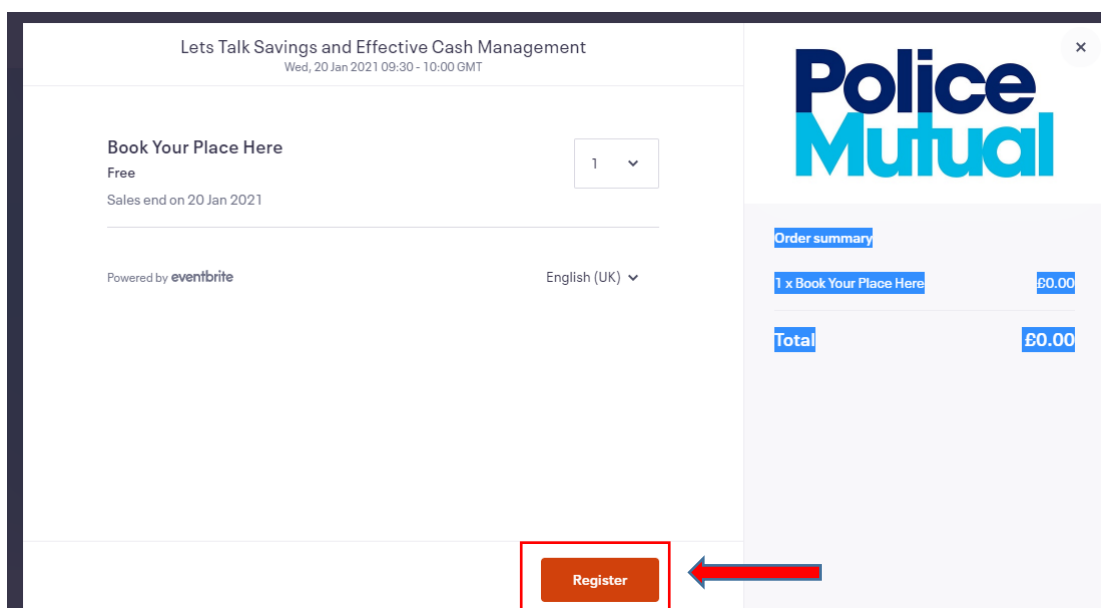 Lets Talk Savings and Effective Cash Management
Wed, 20 Jan 2021 09:30 - 10:00 GMT
Book Your Place Here
Free
Sales end on 20 Jan 2021
1
Powered by eventbrite
English (UK)
Register
Police
Mutual
Order summary
1 x Book Your Place Here £0.00
Total £0.00